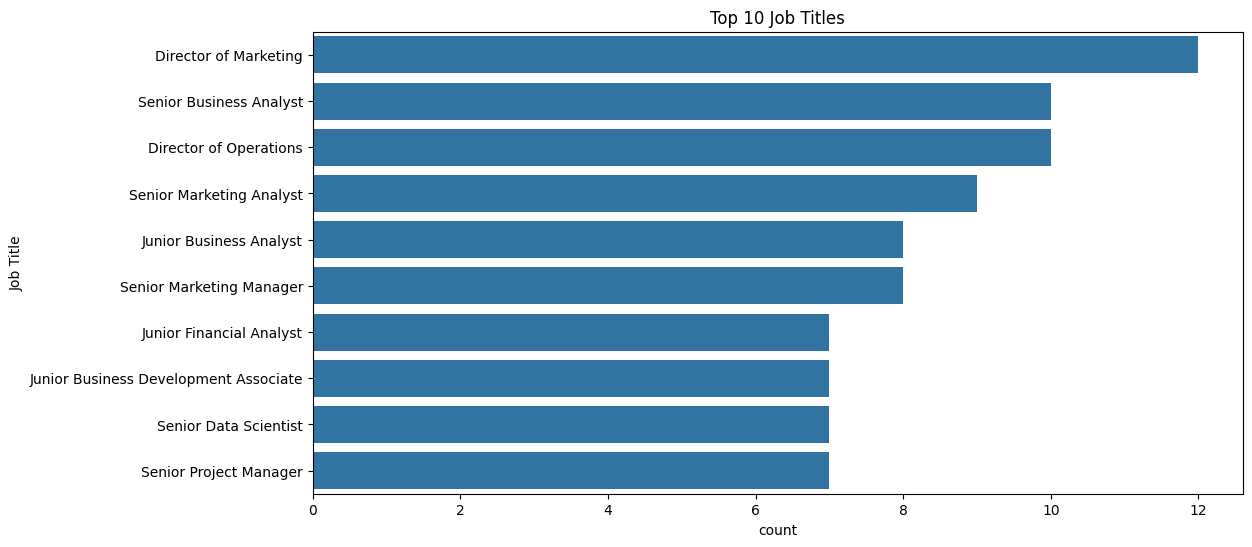 Top 10 Job Titles
Director of Marketing
Senior Business Analyst
Director of Operations
Senior Marketing Analyst
Junior Business Analyst
Senior Marketing Manager
Junior Financial Analyst
Junior Business Development Associate
Senior Data Scientist
Senior Project Manager
Job Title
0 2 4 6 8 10 12
count